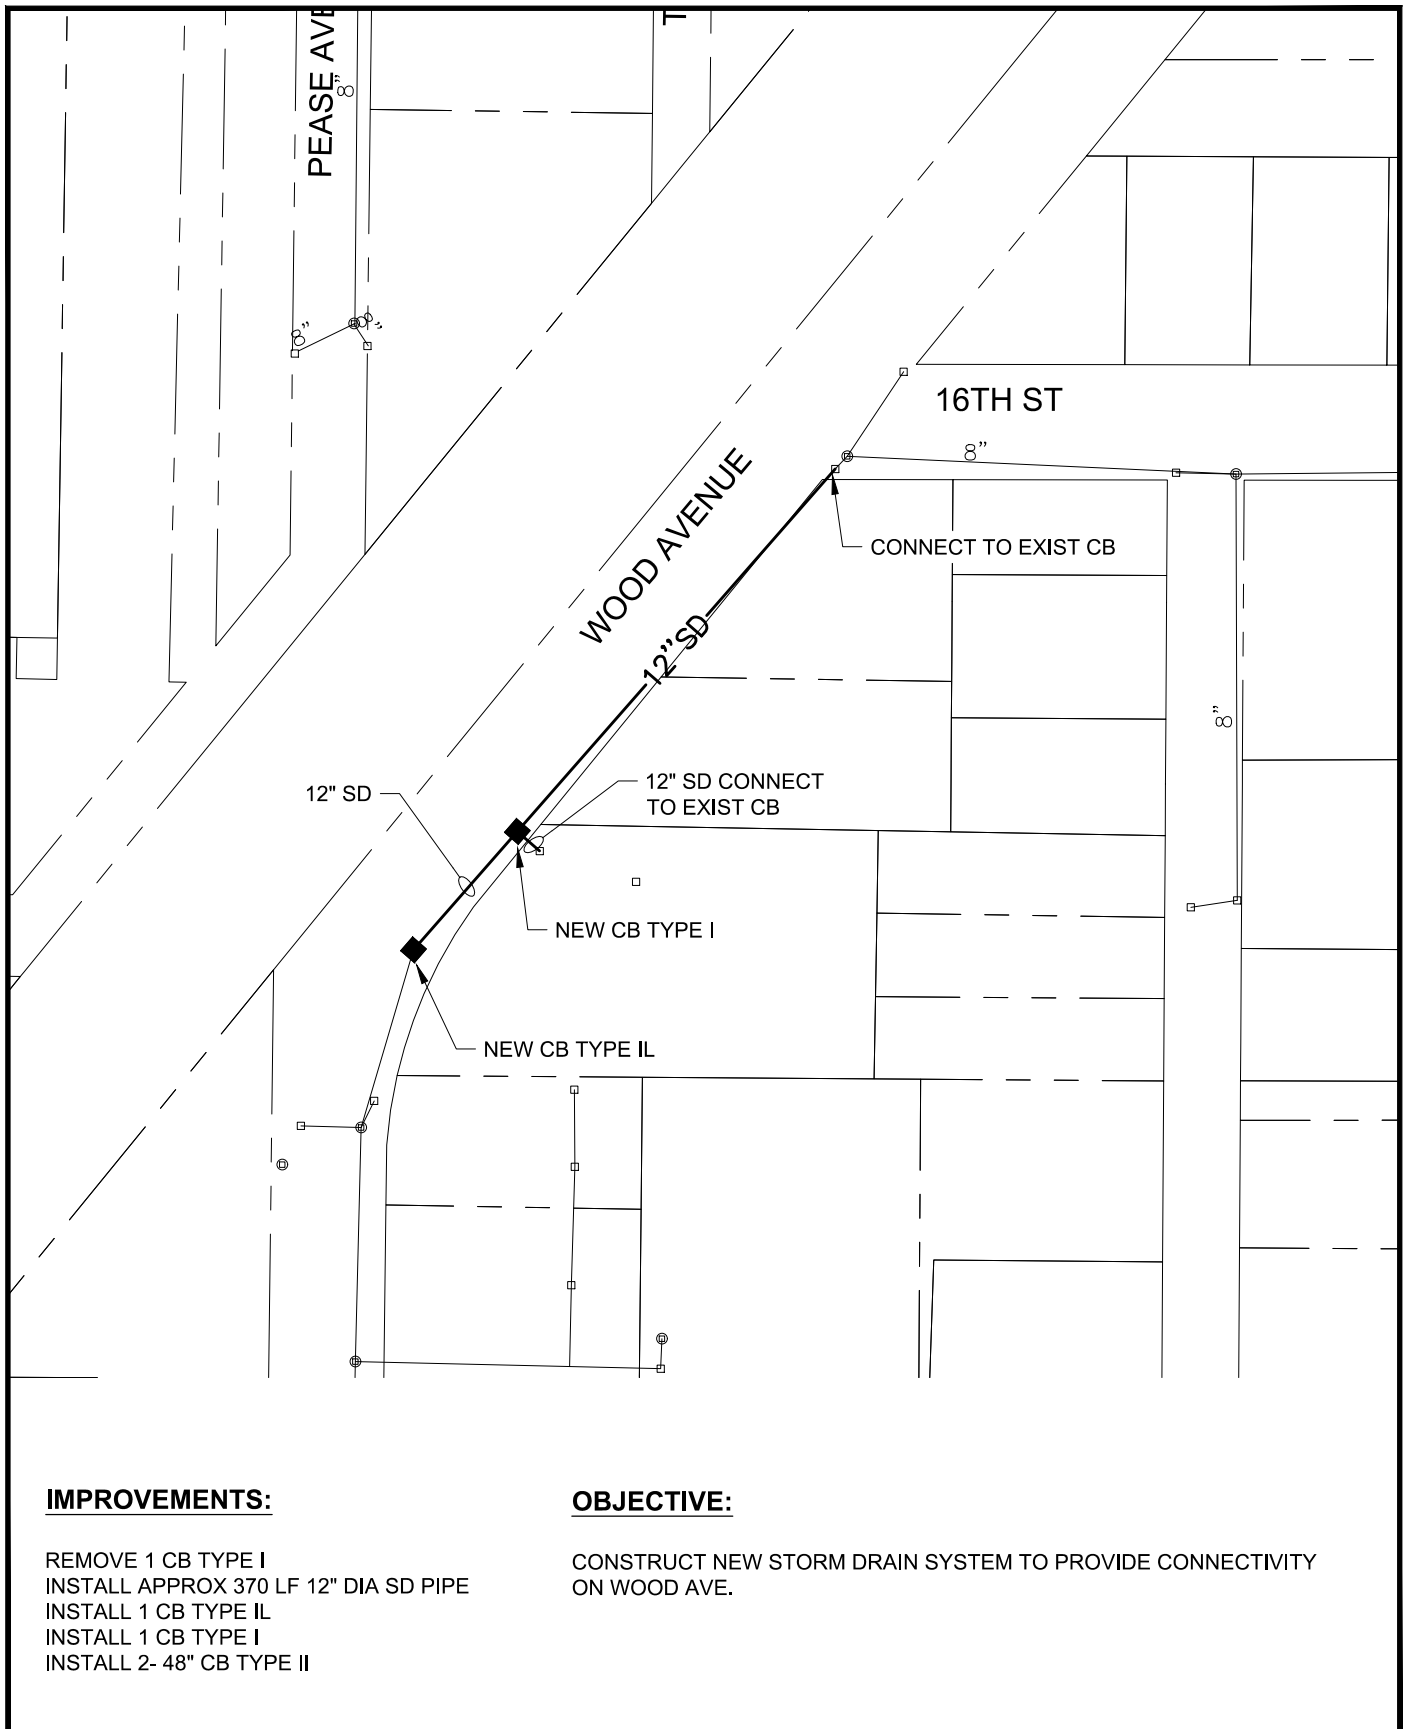 PEASE AVE
8”
T
8”
8”
16TH ST
8”
WOOD AVENUE
CONNECT TO EXIST CB
12”SD
8”
12" SD
12" SD CONNECT
TO EXIST CB
NEW CB TYPE I
NEW CB TYPE IL
IMPROVEMENTS:
REMOVE 1 CB TYPE I
INSTALL APPROX 370 LF 12" DIA SD PIPE
INSTALL 1 CB TYPE IL
INSTALL 1 CB TYPE I
INSTALL 2- 48" CB TYPE II
OBJECTIVE:
CONSTRUCT NEW STORM DRAIN SYSTEM TO PROVIDE CONNECTIVITY
ON WOOD AVE.